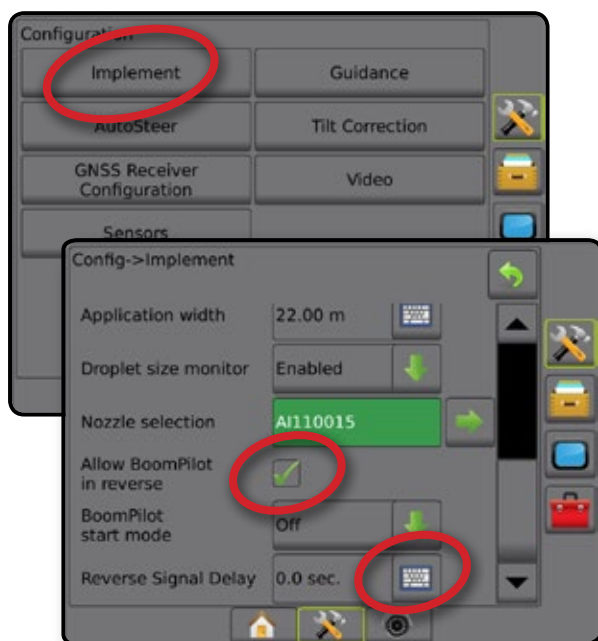 Configuration
Implement
Guidance
AutoSteer
Tilt Correction
GNSS Receiver
Configuration
Video
Sensors
Config->Implement
Application width
22.00 m
Droplet size monitor
Enabled
Nozzle selection
AI110015
Allow BoomPilot
in reverse
BoomPilot
start mode
Off
Reverse Signal Delay
0.0 sec.